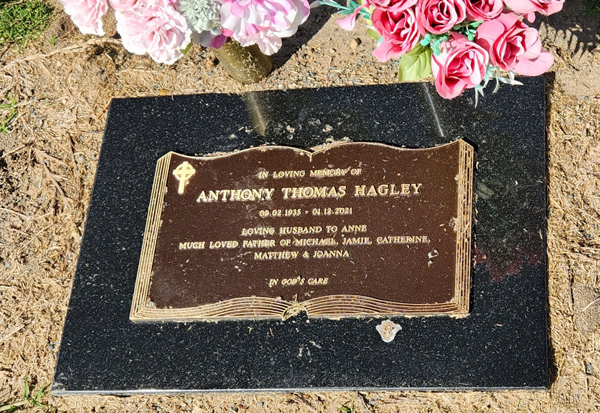 IN LOVING MEMORY OF
ANTHONY THOMAS HAGLEY
09.02.1935 - 01.12.2021
LOVING HUSBAND TO ANNE
MUCH LOVED FATHER OF MICHAEL, JAMIE, CATHERINE,
MATTHEW & JOANNA
IN GOD'S CARE